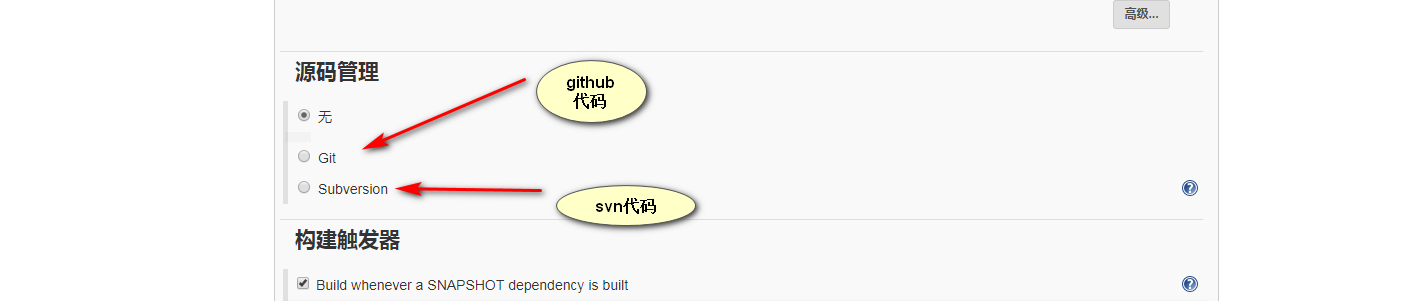 高级...
源码管理
无
github
代码
Git
Subversion
svn代码
构建触发器
Build whenever a SNAPSHOT dependency is built